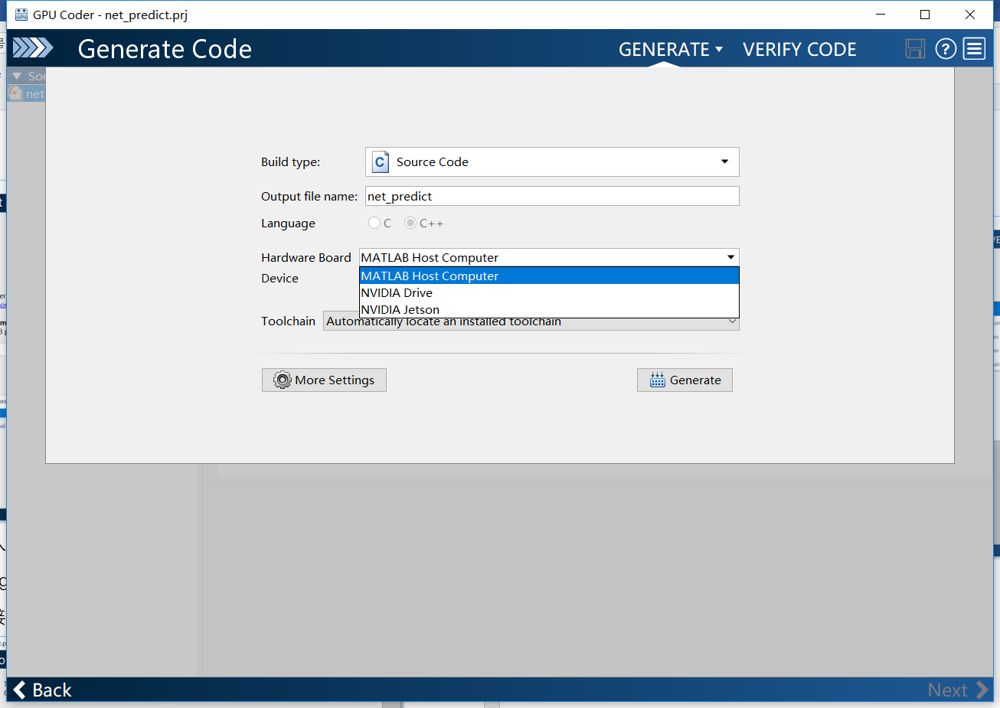 GPU Coder - net_predict.prj
Generate Code
GENERATE
VERIFY CODE
?
Sou
net
Build type:
C Source Code
Output file name: net_predict
Language
C
C++
Hardware Board
MATLAB Host Computer
MATLAB Host Computer
Device
NVIDIA Drive
NVIDIA Jetson
Toolchain
Automatically locate an installed toolchain
More Settings
Generate
Back
Next